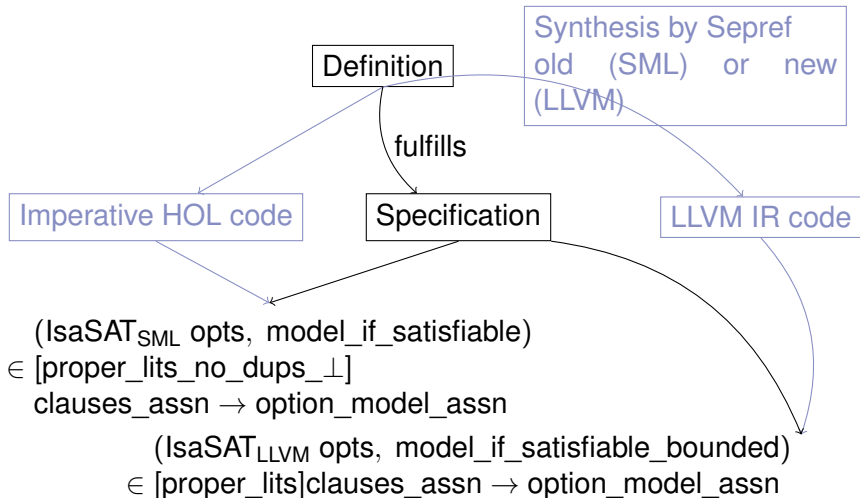 Synthesis by Sepref
old (SML) or new
(LLVM)
Definition
fulfills
Imperative HOL code
Specification
LLVM IR code
(IsaSAT_SML opts, model_if_satisfiable)
∈ [proper_lits_no_dups_⊥]
clauses_assn → option_model_assn
(IsaSAT_LLVM opts, model_if_satisfiable_bounded)
∈ [proper_lits]clauses_assn → option_model_assn